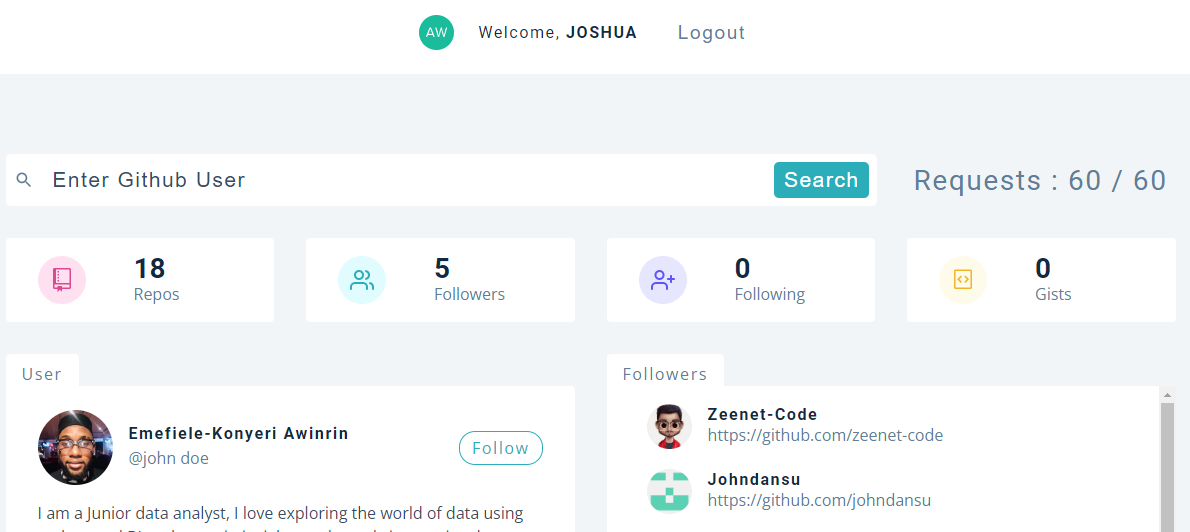 AW Welcome, JOSHUA Logout
Enter Github User Search Requests : 60 / 60
18
Repos
5
Followers
0
Following
0
Gists
User
Emefiele-Konyeri Awinrin
@john doe
Follow
I am a Junior data analyst, I love exploring the world of data using
Followers
Zeenet-Code
https://github.com/zeenet-code
Johndansu
https://github.com/johndansu